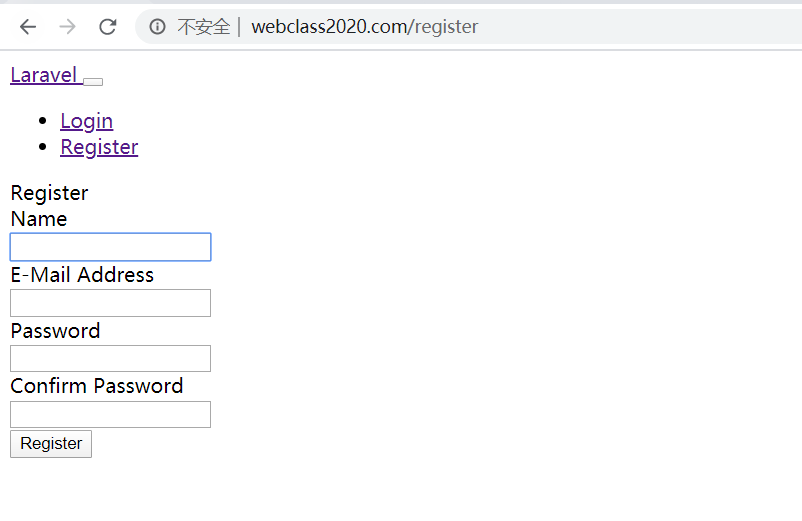 不安全 | webclass2020.com/register
Laravel
Login
Register
Register
Name
E-Mail Address
Password
Confirm Password
Register